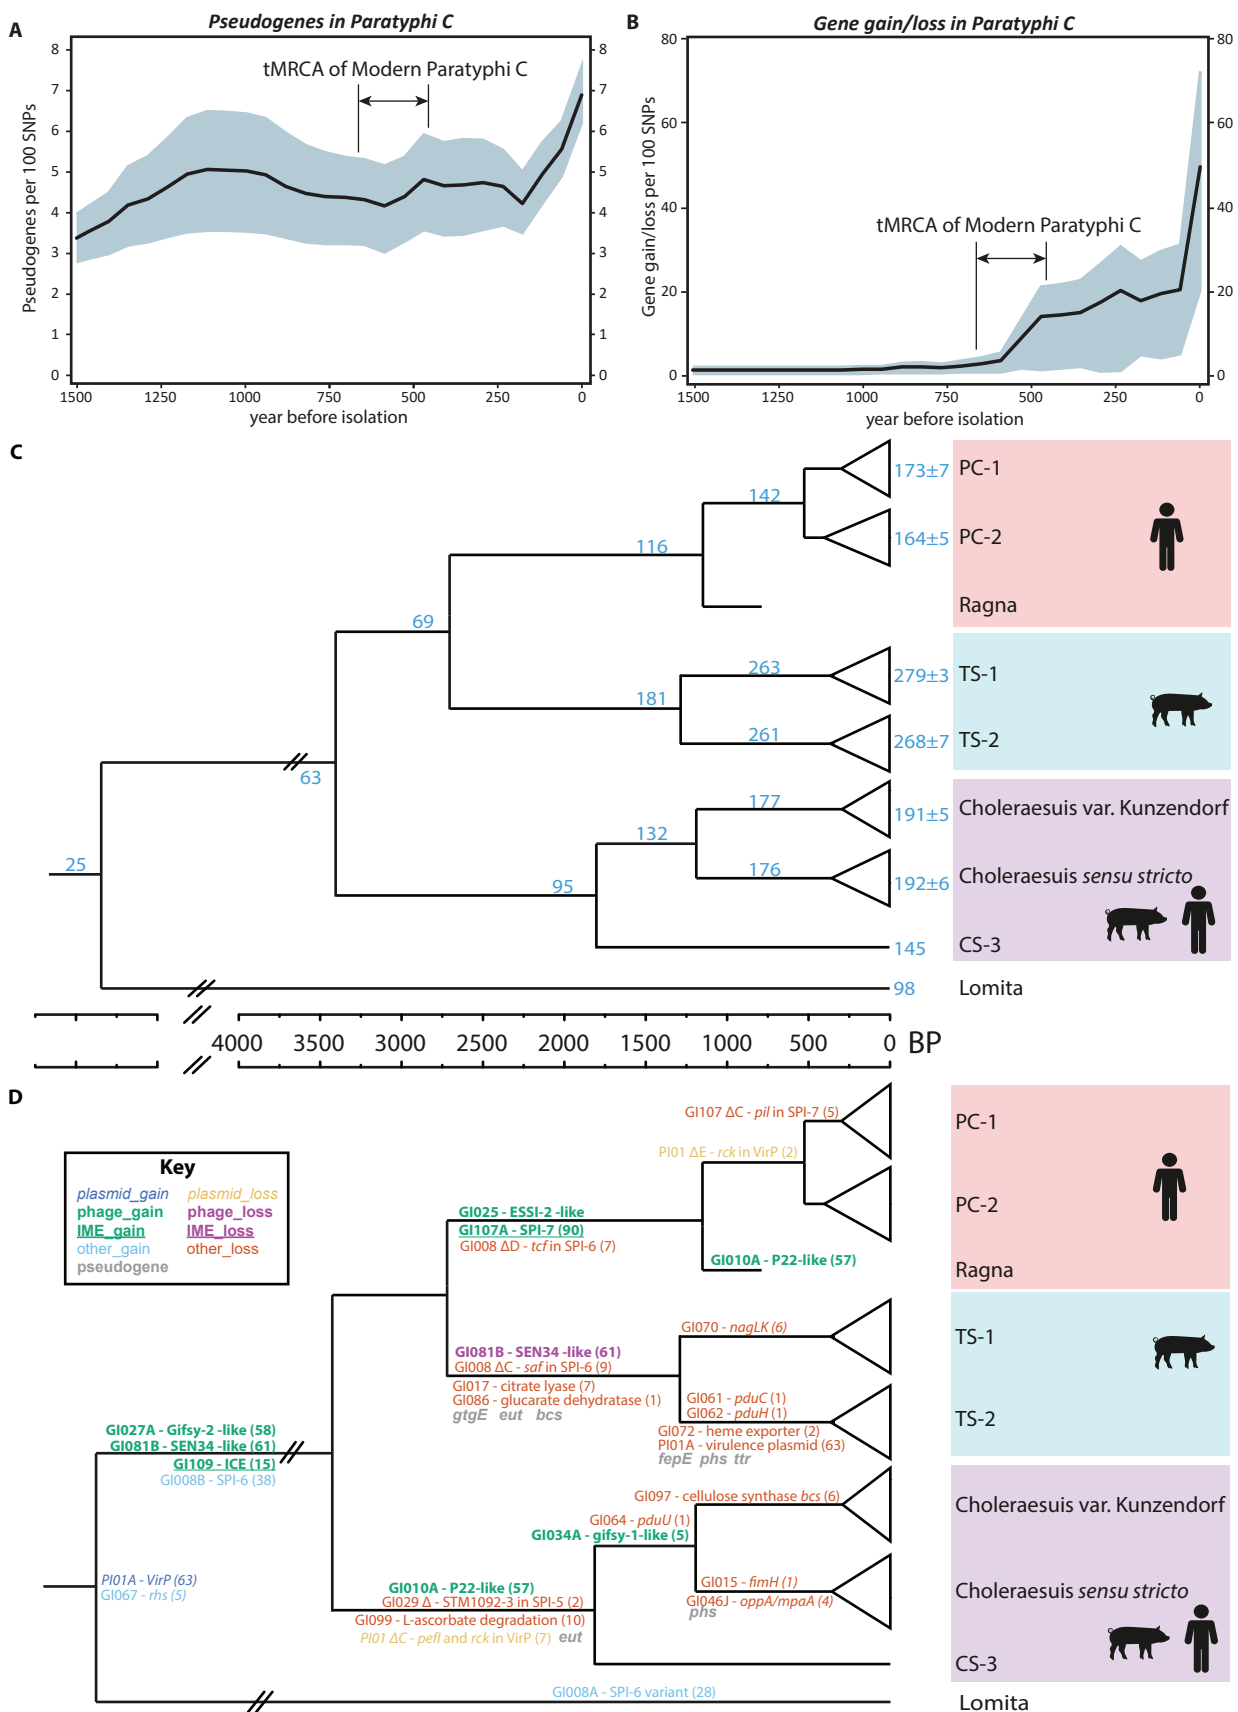 A
Pseudogenes in Paratyphi C
8
7
6
5
4
3
2
1
0
Pseudogenes per 100 SNPs
tMRCA of Modern Paratyphi C
8
7
6
5
4
3
2
1
0
1500 1250 1000 750 500 250 0
year before isolation
B
Gene gain/loss in Paratyphi C
80
60
40
20
0
Gene gain/loss per 100 SNPs
tMRCA of Modern Paratyphi C
80
60
40
20
0
1500 1250 1000 750 500 250 0
year before isolation
C
173±7 PC-1
142
164±5 PC-2
116
Ragna
69
263
279±3 TS-1
181
261
268±7 TS-2
63
177
191±5 Choleraesuis var. Kunzendorf
132
25
176
192±6 Choleraesuis sensu stricto
95
145 CS-3
98 Lomita
4000 3500 3000 2500 2000 1500 1000 500 0 BP
D
GI107 ΔC - pil in SPI-7 (5)
PC-1
Key
plasmid_gain plasmid_loss
phage_gain phage_loss
IME_gain IME_loss
other_gain other_loss
pseudogene
PI01 ΔE - rck in VirP (2)
PC-2
GI025 - ESSI-2 -like
GI107A - SPI-7 (90)
GI008 ΔD - tcf in SPI-6 (7)
GI010A - P22-like (57)
Ragna
GI070 - nagLK (6)
TS-1
GI081B - SEN34 -like (61)
GI008 ΔC - saf in SPI-6 (9)
GI017 - citrate lyase (7)
GI086 - glucarate dehydratase (1)
gtgE eut bcs
GI061 - pduC (1)
GI062 - pduH (1)
TS-2
GI072 - heme exporter (2)
PI01A - virulence plasmid (63)
fepE phs ttr
GI027A - Gifsy-2 -like (58)
GI081B - SEN34 -like (61)
GI109 - ICE (15)
GI008B - SPI-6 (38)
GI097 - cellulose synthase bcs (6)
Choleraesuis var. Kunzendorf
GI064 - pduU (1)
GI034A - gifsy-1-like (5)
PI01A - VirP (63)
GI067 - rhs (5)
GI010A - P22-like (57)
GI029 Δ - STM1092-3 in SPI-5 (2)
GI099 - L-ascorbate degradation (10)
PI01 ΔC - pefI and rck in VirP (7) eut
GI015 - fimH (1)
GI046J - oppA/mpaA (4)
phs
Choleraesuis sensu stricto
CS-3
GI008A - SPI-6 variant (28)
Lomita